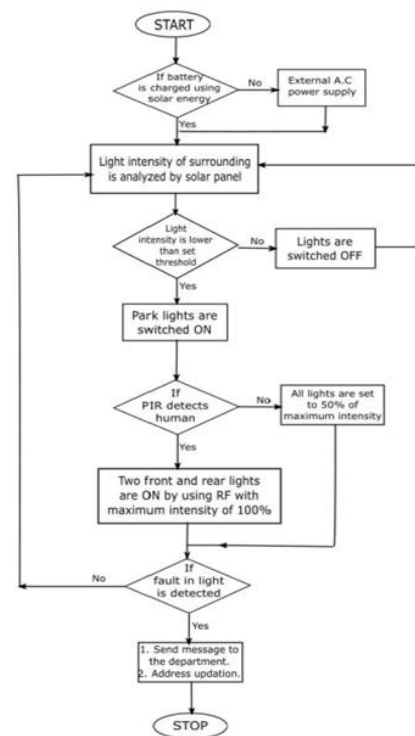 START
If battery
is charged using
solar energy
No
External A.C
power supply
Yes
Light intensity of surrounding
is analyzed by solar panel
Light
intensity is lower
than set
threshold
No
Lights are
switched OFF
Yes
Park lights are
switched ON
If
PIR detects
human
No
All lights are set
to 50% of
maximum intensity
Yes
Two front and rear lights
are ON by using RF with
maximum intensity of 100%
If
fault in light
is detected
No
Yes
1. Send message to
the department.
2. Address updation.
STOP